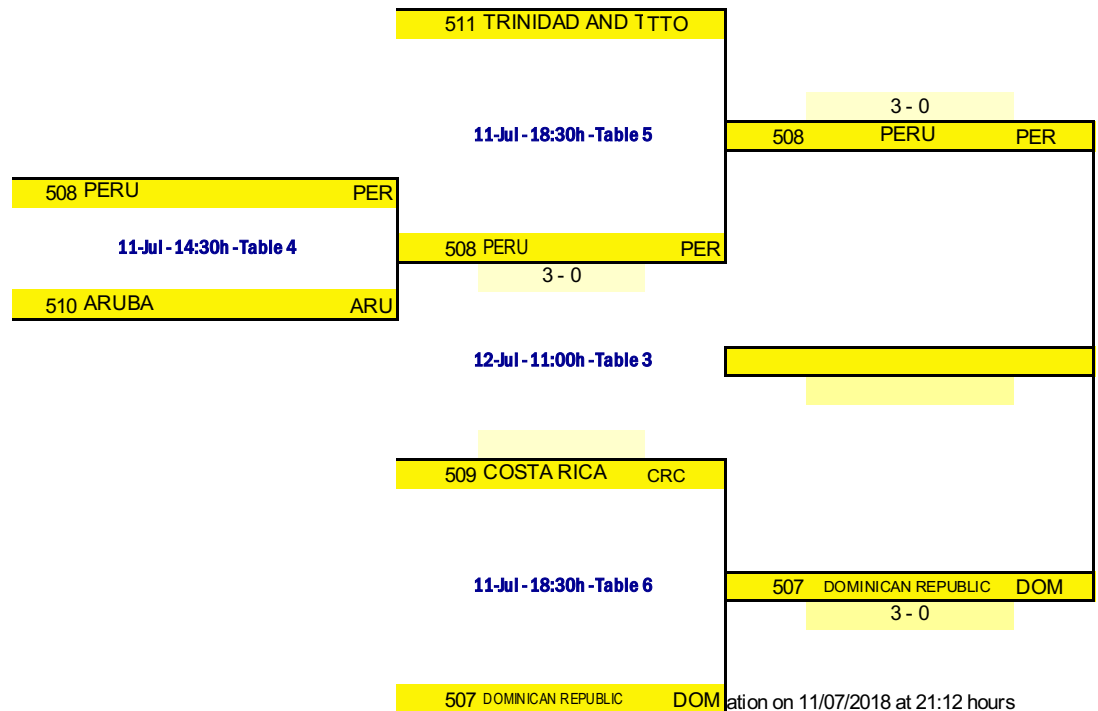 511 TRINIDAD AND T TTO
3 - 0
11-Jul - 18:30h - Table 5
508 PERU PER
508 PERU PER
11-Jul - 14:30h - Table 4
508 PERU PER
3 - 0
510 ARUBA ARU
12-Jul - 11:00h - Table 3
509 COSTA RICA CRC
11-Jul - 18:30h - Table 6
507 DOMINICAN REPUBLIC DOM
3 - 0
507 DOMINICAN REPUBLIC DOM
ation on 11/07/2018 at 21:12 hours